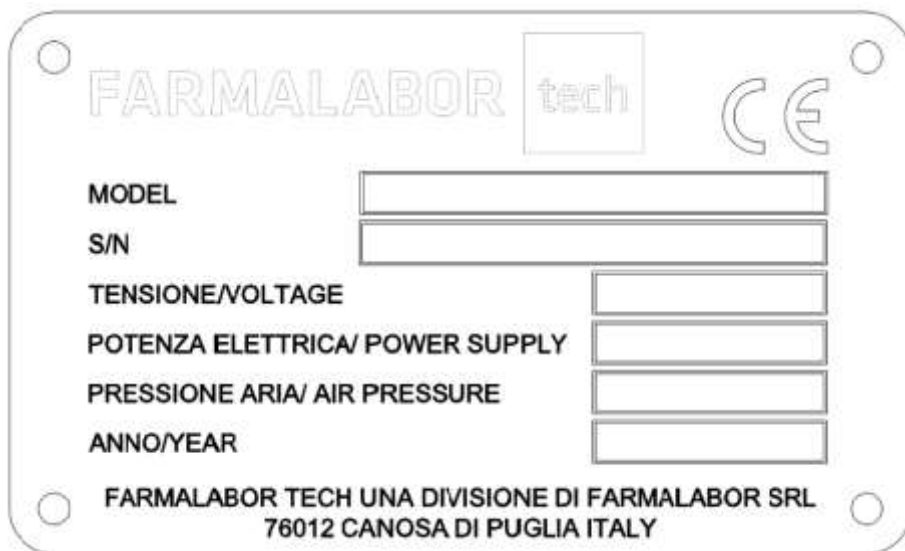 FARMALABOR tech CE
MODEL
S/N
TENSIONE/VOLTAGE
POTENZA ELETTRICA/ POWER SUPPLY
PRESSIONE ARIA/ AIR PRESSURE
ANNO/YEAR
FARMALABOR TECH UNA DIVISIONE DI FARMALABOR SRL
76012 CANOSA DI PUGLIA ITALY